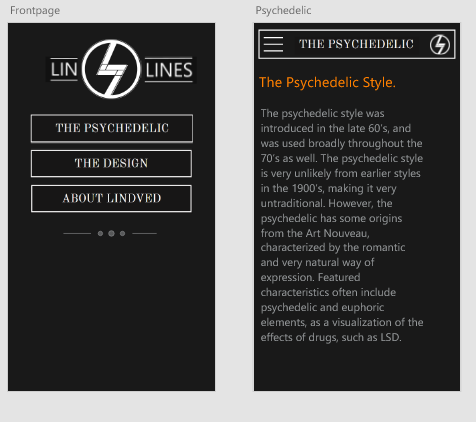 Frontpage
LIN LINES
THE PSYCHEDELIC
THE DESIGN
ABOUT LINDVED
Psychedelic
THE PSYCHEDELIC
The Psychedelic Style.
The psychedelic style was
introduced in the late 60's, and
was used broadly throughout the
70's as well. The psychedelic style
is very unlikely from earlier styles
in the 1900's, making it very
untraditional. However, the
psychedelic has some origins
from the Art Nouveau,
characterized by the romantic
and very natural way of
expression. Featured
characteristics often include
psychedelic and euphoric
elements, as a visualization of the
effects of drugs, such as LSD.